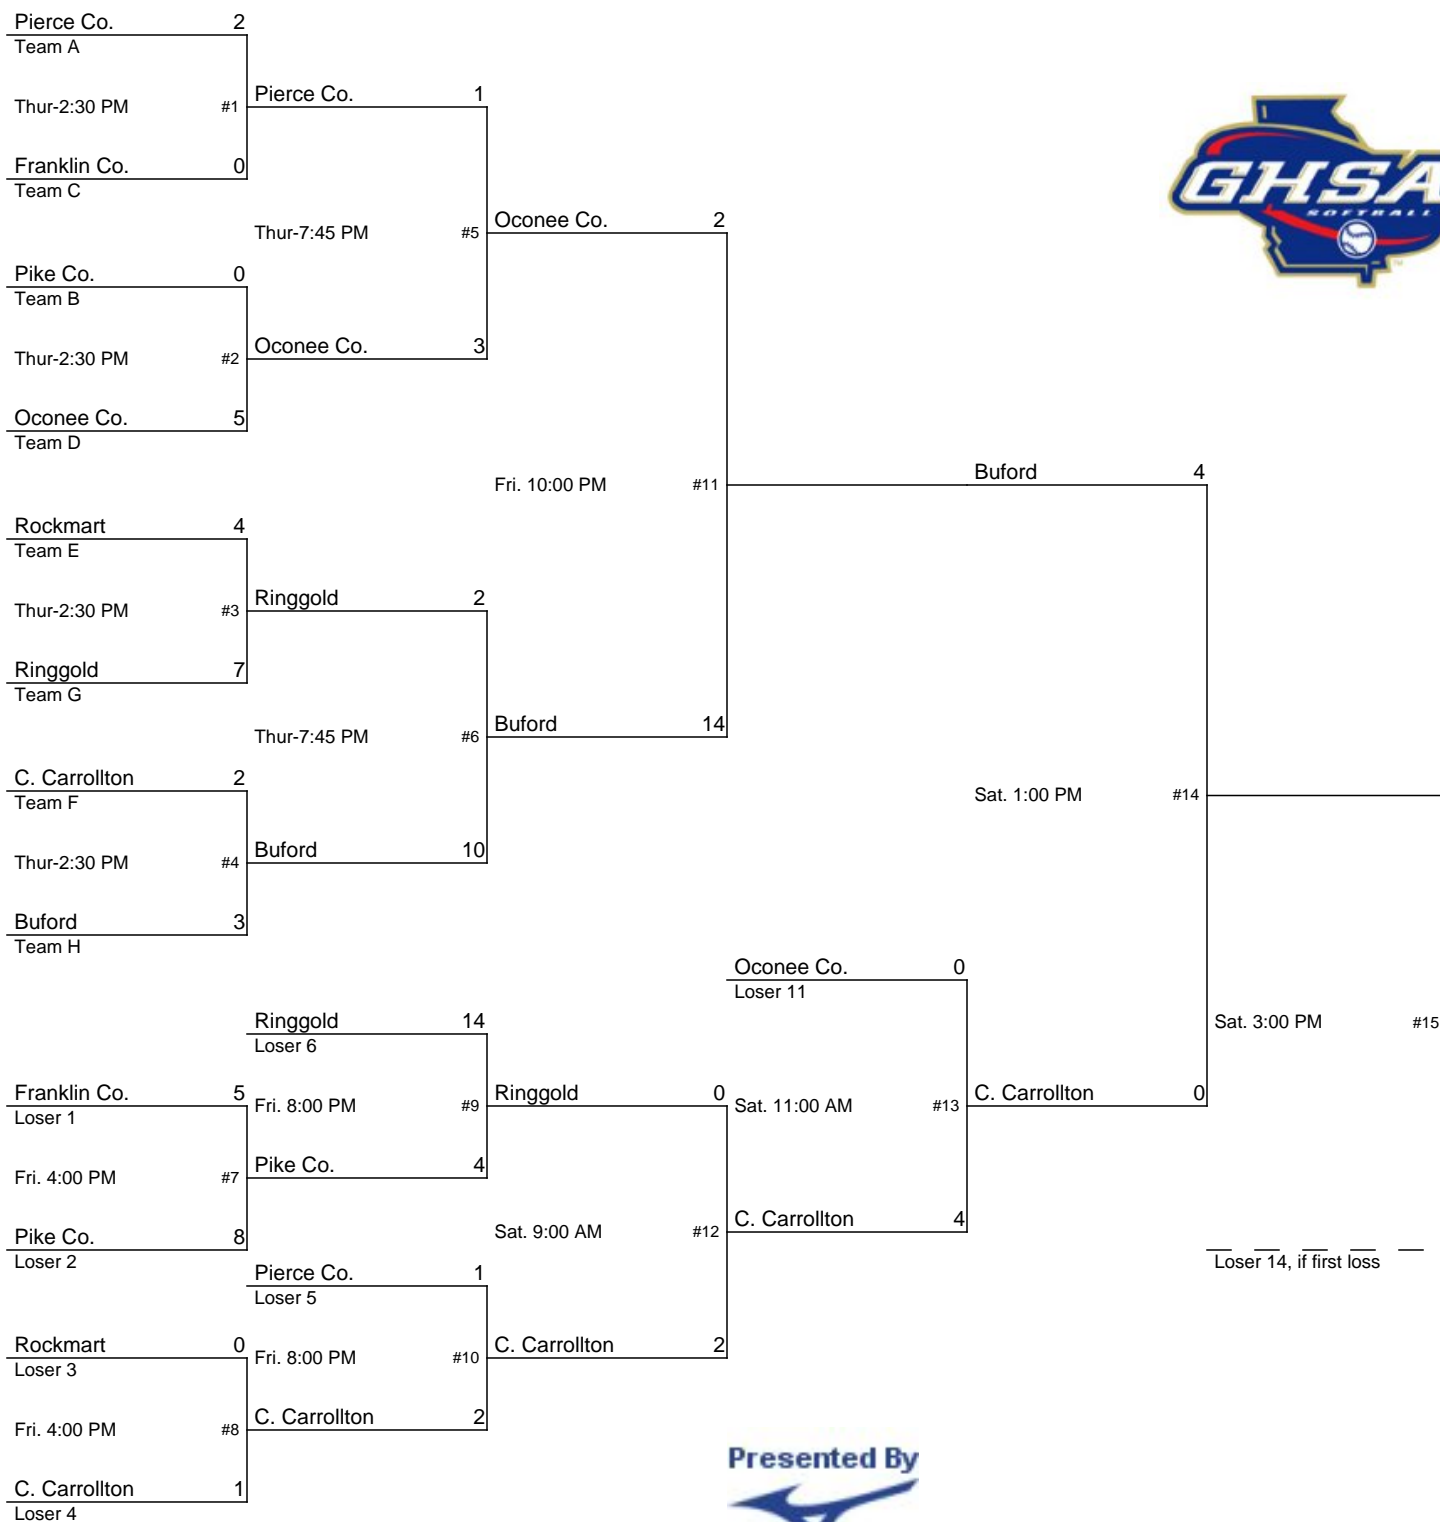 Pierce Co. 2
Team A
Thur-2:30 PM #1
Franklin Co. 0
Team C
Pierce Co. 1
Thur-7:45 PM #5
Pike Co. 0
Team B
Thur-2:30 PM #2
Oconee Co. 5
Team D
Oconee Co. 3
Oconee Co. 2
Fri. 10:00 PM #11
Rockmart 4
Team E
Thur-2:30 PM #3
Ringgold 7
Team G
Ringgold 2
Thur-7:45 PM #6
C. Carrollton 2
Team F
Thur-2:30 PM #4
Buford 3
Team H
Buford 10
Buford 14
Buford 4
Sat. 1:00 PM #14
GHSA
SOFTBALL
TM
Oconee Co. 0
Loser 11
Sat. 11:00 AM #13
C. Carrollton 4
C. Carrollton 0
Sat. 3:00 PM #15
Loser 14, if first loss
Ringgold 14
Loser 6
Fri. 8:00 PM #9
Pike Co. 4
Franklin Co. 5
Loser 1
Fri. 4:00 PM #7
Pike Co. 8
Loser 2
Ringgold 0
Sat. 9:00 AM #12
C. Carrollton 2
Pierce Co. 1
Loser 5
Fri. 8:00 PM #10
C. Carrollton 2
Rockmart 0
Loser 3
Fri. 4:00 PM #8
C. Carrollton 1
Loser 4
Presented By